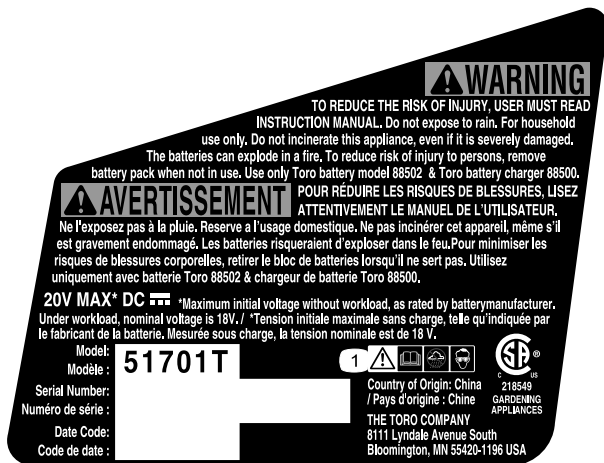 WARNING
TO REDUCE THE RISK OF INJURY, USER MUST READ
INSTRUCTION MANUAL. Do not expose to rain. For household
use only. Do not incinerate this appliance, even if it is severely damaged.
The batteries can explode in a fire. To reduce risk of injury to persons, remove
battery pack when not in use. Use only Toro battery model 88502 & Toro battery charger 88500.
AVERTISSEMENT POUR RÉDUIRE LES RISQUES DE BLESSURES, LISEZ
ATTENTIVEMENT LE MANUEL DE L'UTILISATEUR.
Ne l'exposez pas à la pluie. Reserve a l'usage domestique. Ne pas incinérer cet appareil, même s'il
est gravement endommagé. Les batteries risqueraient d'exploser dans le feu.Pour minimiser les
risques de blessures corporelles, retirer le bloc de batteries lorsqu'il ne sert pas. Utilisez
uniquement avec batterie Toro 88502 & chargeur de batterie Toro 88500.
20V MAX* DC *Maximum initial voltage without workload, as rated by batterymanufacturer.
Under workload, nominal voltage is 18V. / *Tension initiale maximale sans charge, telle qu'indiquée par
le fabricant de la batterie. Mesurée sous charge, la tension nominale est de 18 V.
Model:
Modèle :
51701T
Serial Number:
Numéro de série :
Date Code:
Code de date :
1
Country of Origin: China
/ Pays d'origine : Chine
THE TORO COMPANY
8111 Lyndale Avenue South
Bloomington, MN 55420-1196 USA
SA ®
C US
218549
GARDENING
APPLIANCES